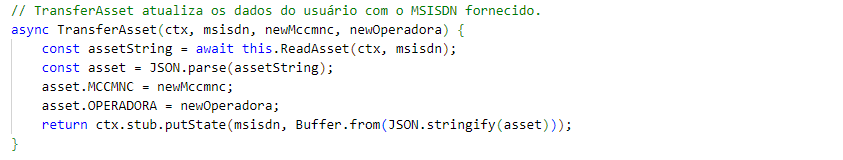 // TransferAsset atualiza os dados do usuário com o MSISDN fornecido.
async TransferAsset(ctx, msisdn, newMccmnc, newOperadora) {
    const assetString = await this.ReadAsset(ctx, msisdn);
    const asset = JSON.parse(assetString);
    asset.MCCMNC = newMccmnc;
    asset.OPERADORA = newOperadora;
    return ctx.stub.putState(msisdn, Buffer.from(JSON.stringify(asset)));
}